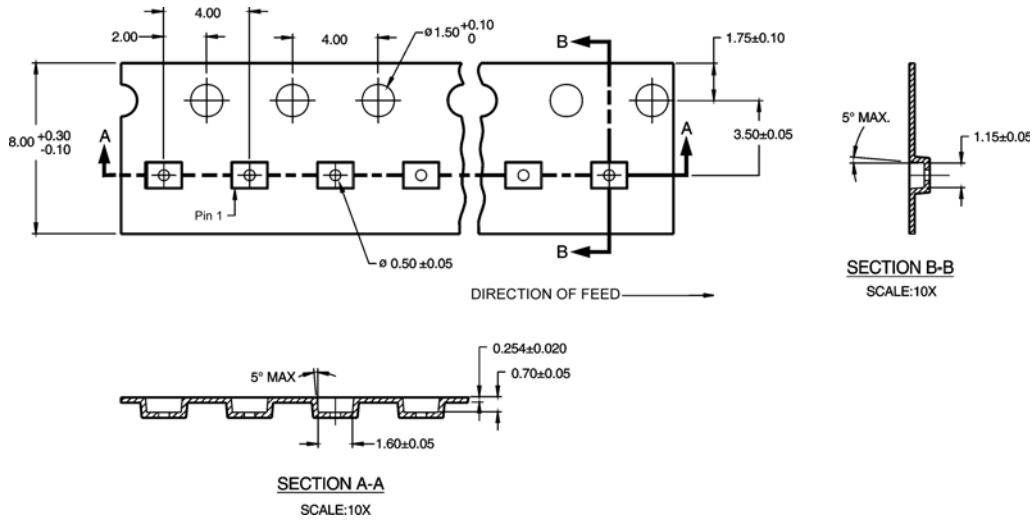 4.00
2.00
4.00
ø1.50 +0.10 0
B
1.75±0.10
8.00 +0.30 -0.10
A
A
3.50±0.05
5° MAX.
1.15±0.05
Pin 1
ø 0.50 ±0.05
B
DIRECTION OF FEED
SECTION B-B
SCALE:10X
5° MAX
0.254±0.020
0.70±0.05
1.60±0.05
SECTION A-A
SCALE:10X